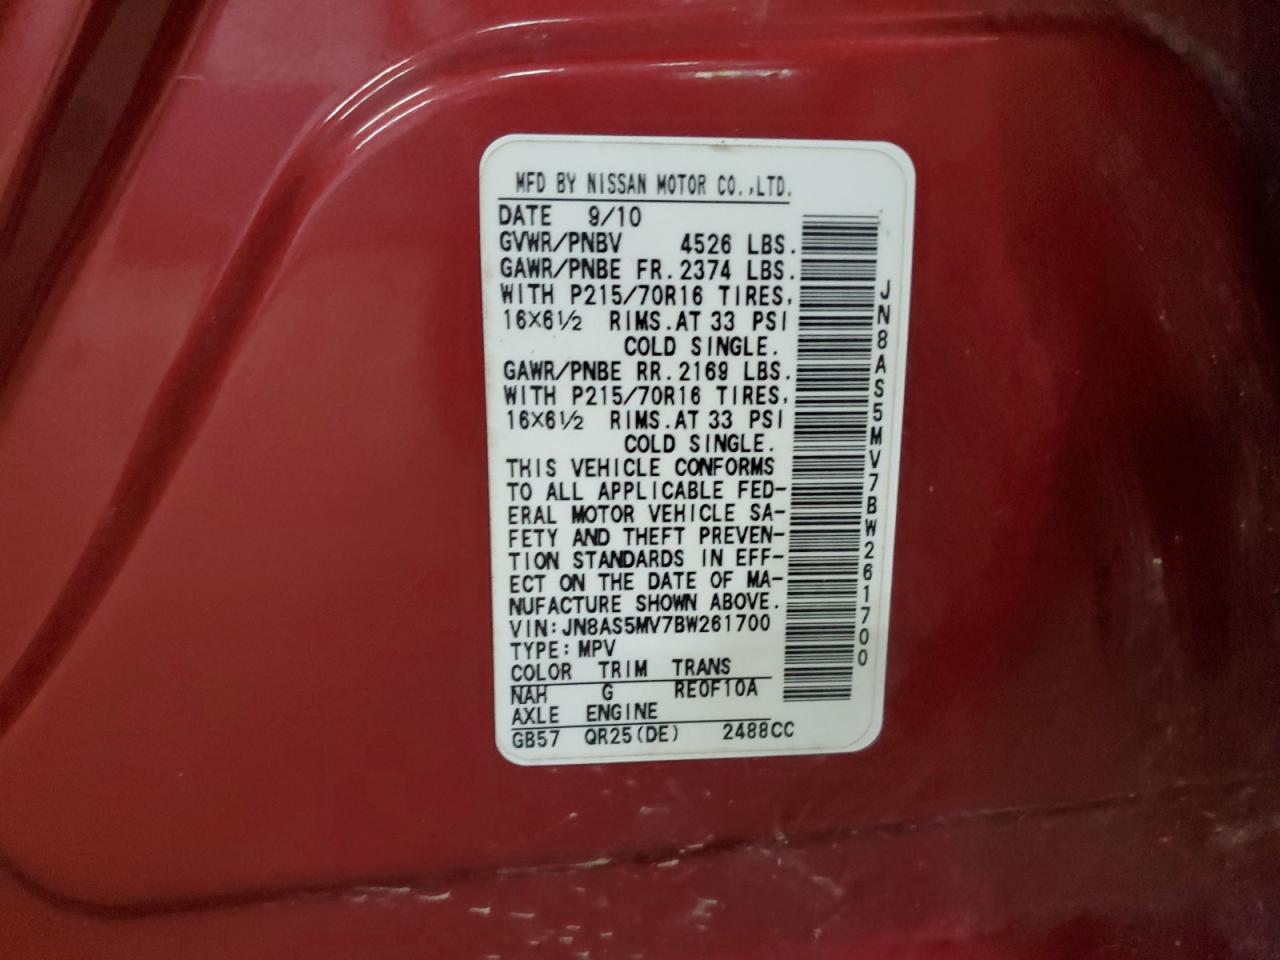 MFD BY NISSAN MOTOR CO.,LTD.
DATE 9/10
GVWR/PNBV 4526 LBS.
GAWR/PNBE FR. 2374 LBS.
WITH P215/70R16 TIRES,
16X6½ RIMS. AT 33 PSI
COLD SINGLE.
GAWR/PNBE RR. 2169 LBS.
WITH P215/70R16 TIRES,
16X6½ RIMS. AT 33 PSI
COLD SINGLE.
THIS VEHICLE CONFORMS
TO ALL APPLICABLE FED-
ERAL MOTOR VEHICLE SA-
FETY AND THEFT PREVEN-
TION STANDARDS IN EFF-
ECT ON THE DATE OF MA-
NUFACTURE SHOWN ABOVE.
VIN: JN8AS5MV7BW261700
TYPE: MPV
COLOR TRIM TRANS
NAH G RE0F10A
AXLE ENGINE
GB57 QR25(DE) 2488CC
JN8AS5MV7BW261700